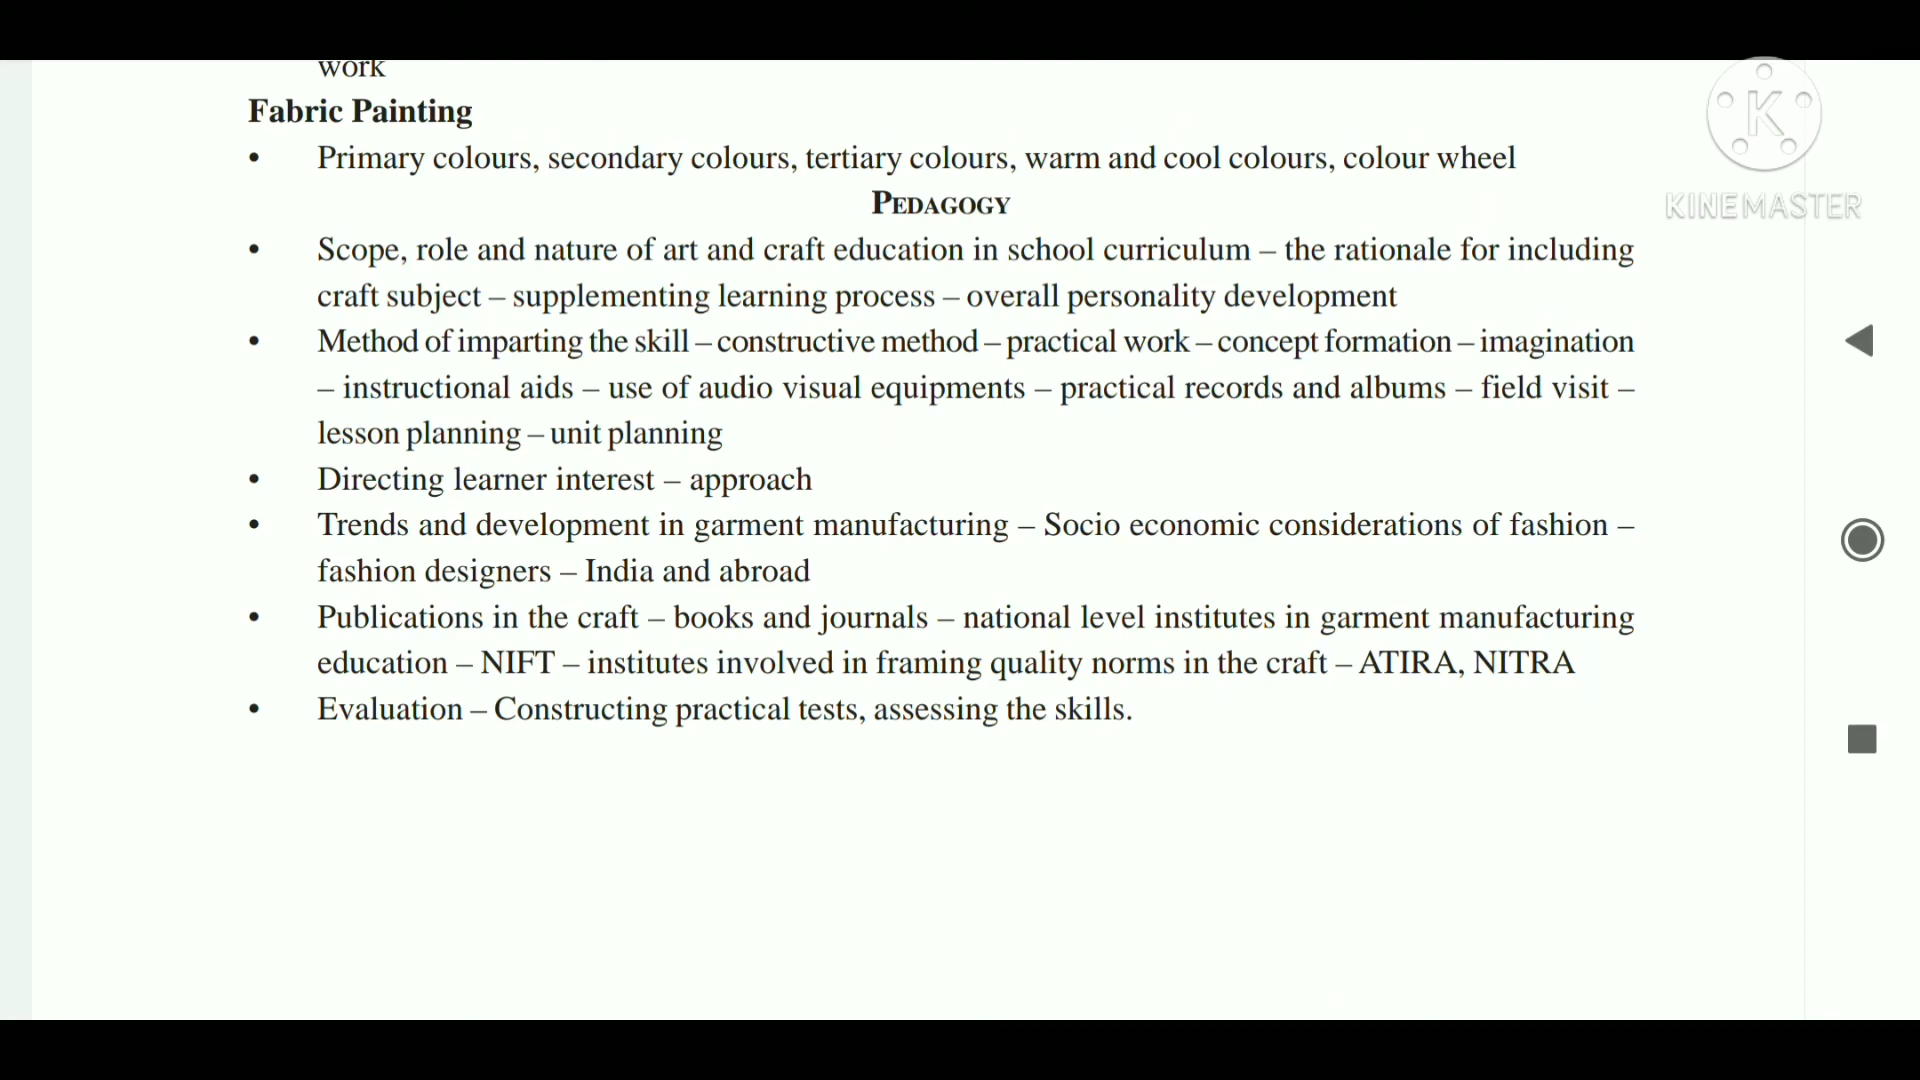 work
Fabric Painting
• Primary colours, secondary colours, tertiary colours, warm and cool colours, colour wheel
PEDAGOGY
• Scope, role and nature of art and craft education in school curriculum – the rationale for including
craft subject – supplementing learning process – overall personality development
• Method of imparting the skill – constructive method – practical work – concept formation – imagination
– instructional aids – use of audio visual equipments – practical records and albums – field visit –
lesson planning – unit planning
• Directing learner interest – approach
• Trends and development in garment manufacturing – Socio economic considerations of fashion –
fashion designers – India and abroad
• Publications in the craft – books and journals – national level institutes in garment manufacturing
education – NIFT – institutes involved in framing quality norms in the craft – ATIRA, NITRA
• Evaluation – Constructing practical tests, assessing the skills.
K
KINEMASTER